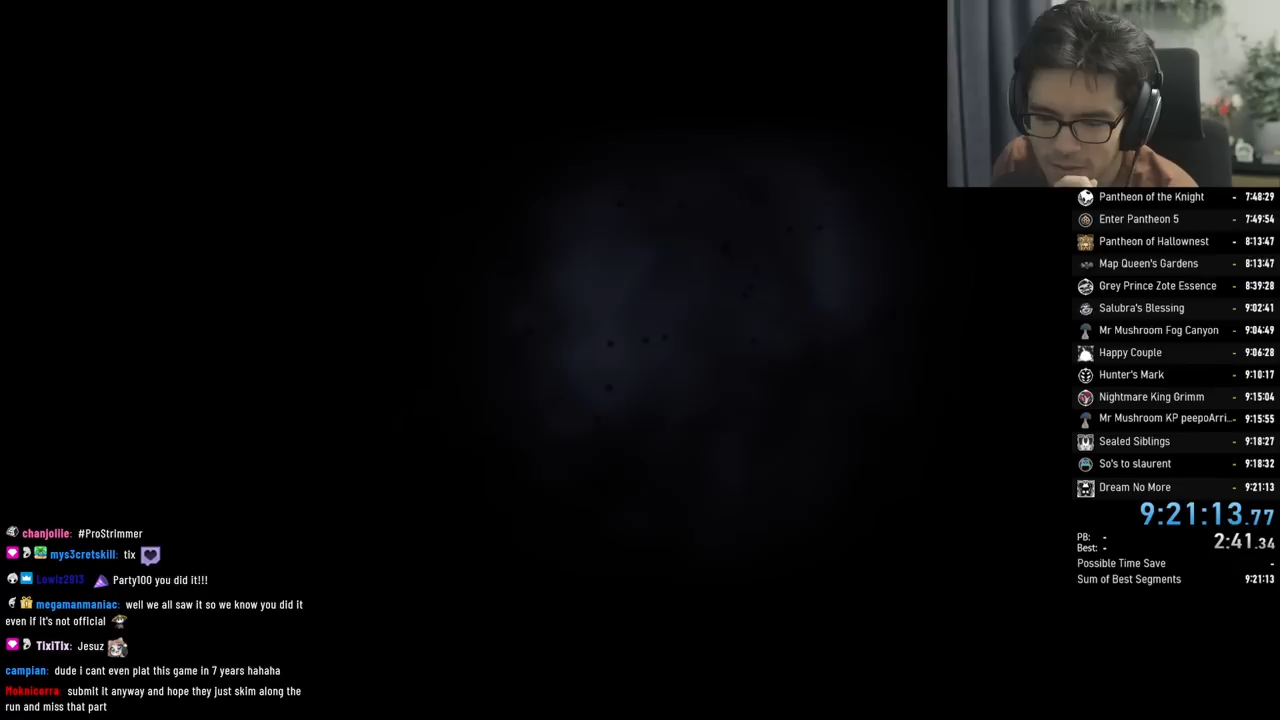 Pantheon of the Knight - 7:48:29
Enter Pantheon 5 - 7:49:54
Pantheon of Hallownest - 8:13:47
Map Queen's Gardens - 8:13:47
Grey Prince Zote Essence - 8:39:28
Salubra's Blessing - 9:02:41
Mr Mushroom Fog Canyon - 9:04:49
Happy Couple - 9:06:28
Hunter's Mark - 9:10:17
Nightmare King Grimm - 9:15:04
Mr Mushroom KP peepoArri... - 9:15:55
Sealed Siblings - 9:18:27
So's to slaurent - 9:18:32
Dream No More - 9:21:13
9:21:13.77
PB: -
Best: - 2:41.34
Possible Time Save -
Sum of Best Segments 9:21:13
chanjollie: #ProStrimmer
mys3cretskill: tix
Lowiz2913 Party100 you did it!!!
megamanmaniac: well we all saw it so we know you did it
even if it's not official
TixiTix: Jesuz
campian: dude i cant even plat this game in 7 years hahaha
Moknicorra: submit it anyway and hope they just skim along the
run and miss that part